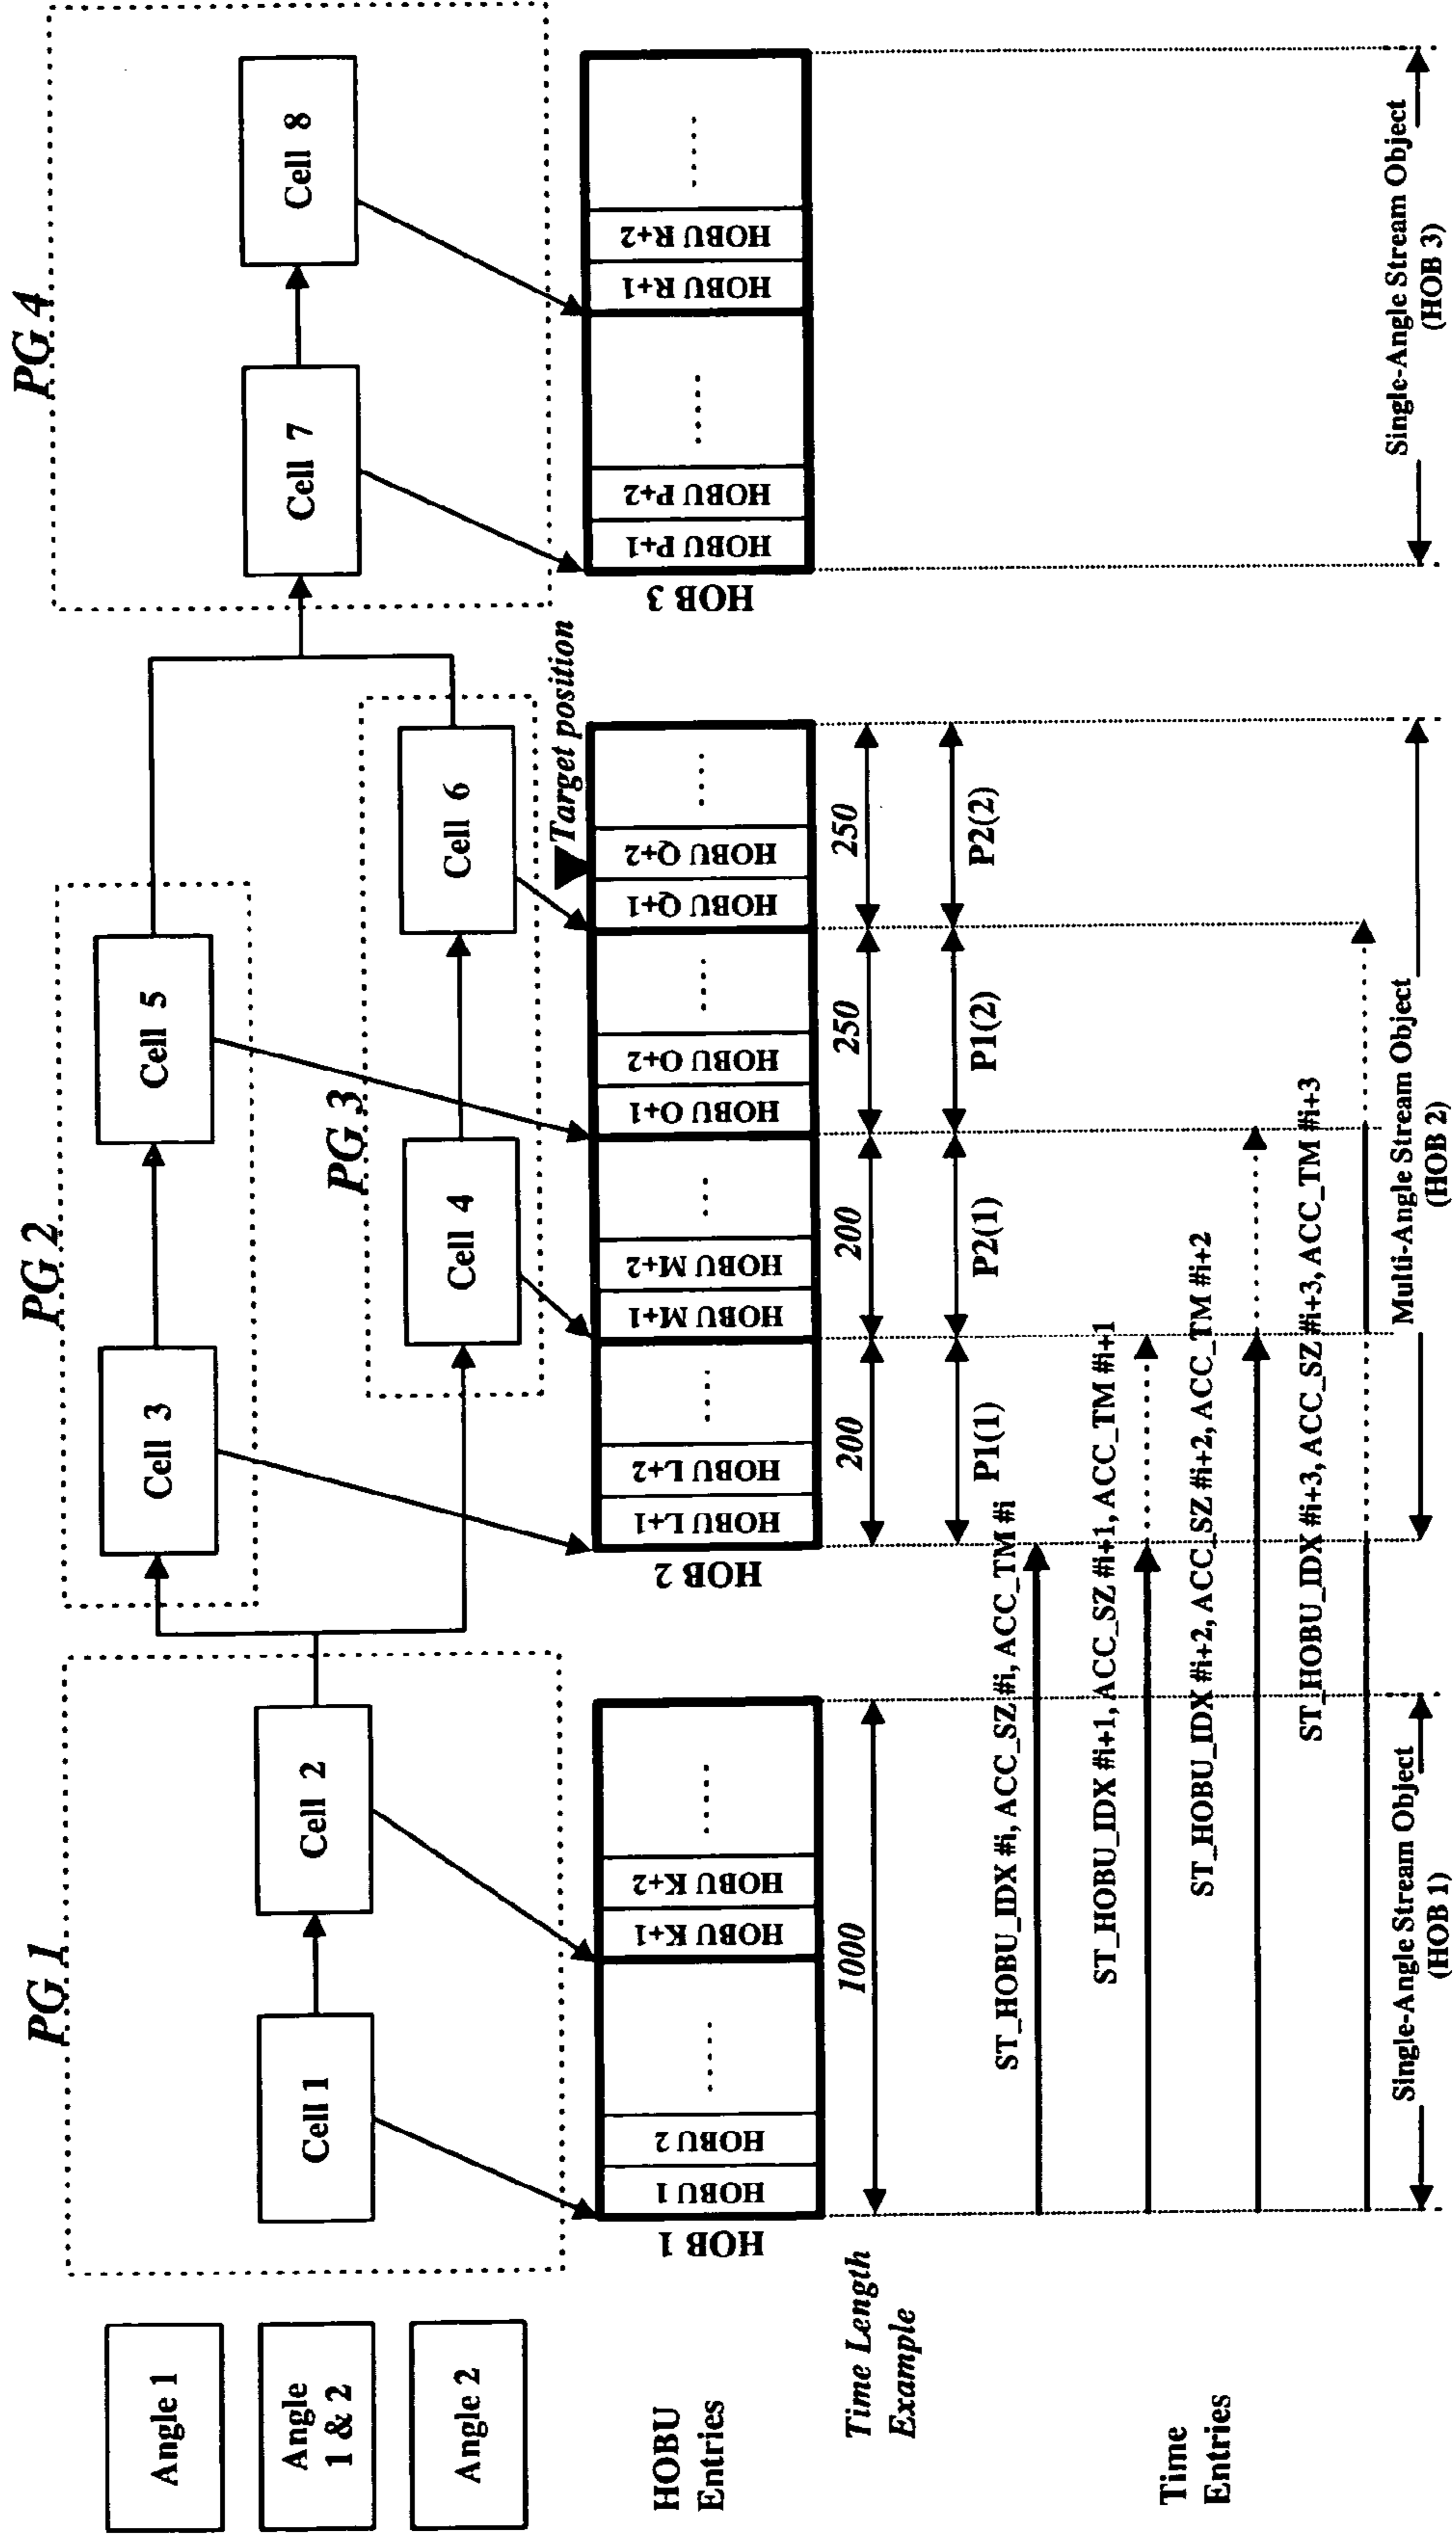 PG 1
PG 2
PG 3
PG 4
Angle 1
Angle
1 & 2
Angle 2
Cell 1
Cell 2
Cell 3
Cell 4
Cell 5
Cell 6
Cell 7
Cell 8
Target position
HOBU
Entries
HOB 1
HOBU 1
HOBU 2
......
HOBU K+1
HOBU K+2
......
HOB 2
HOBU L+1
HOBU L+2
....
HOBU M+1
HOBU M+2
....
HOBU O+1
HOBU O+2
....
HOBU Q+1
HOBU Q+2
....
HOB 3
HOBU P+1
HOBU P+2
......
HOBU R+1
HOBU R+2
......
Time Length
Example
1000
200
200
250
250
P1(1)
P2(1)
P1(2)
P2(2)
Time
Entries
ST_HOBU_IDX #i, ACC_SZ #i, ACC_TM #i
ST_HOBU_IDX #i+1, ACC_SZ #i+1, ACC_TM #i+1
ST_HOBU_IDX #i+2, ACC_SZ #i+2, ACC_TM #i+2
ST_HOBU_IDX #i+3, ACC_SZ #i+3, ACC_TM #i+3
Single-Angle Stream Object
(HOB 1)
Multi-Angle Stream Object
(HOB 2)
Single-Angle Stream Object
(HOB 3)